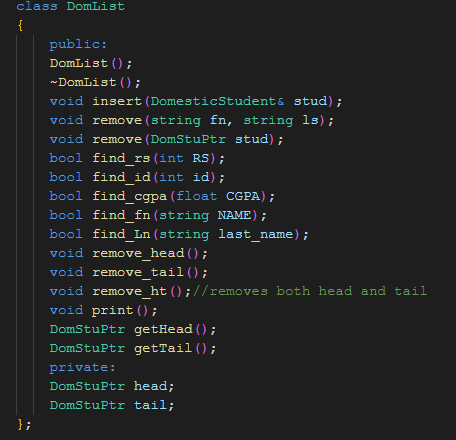 class DomList
{
public:
DomList();
~DomList();
void insert(DomesticStudent& stud);
void remove(string fn, string ls);
void remove(DomStuPtr stud);
bool find_rs(int RS);
bool find_id(int id);
bool find_cgpa(float CGPA);
bool find_fn(string NAME);
bool find_Ln(string last_name);
void remove_head();
void remove_tail();
void remove_ht();//removes both head and tail
void print();
DomStuPtr getHead();
DomStuPtr getTail();
private:
DomStuPtr head;
DomStuPtr tail;
};